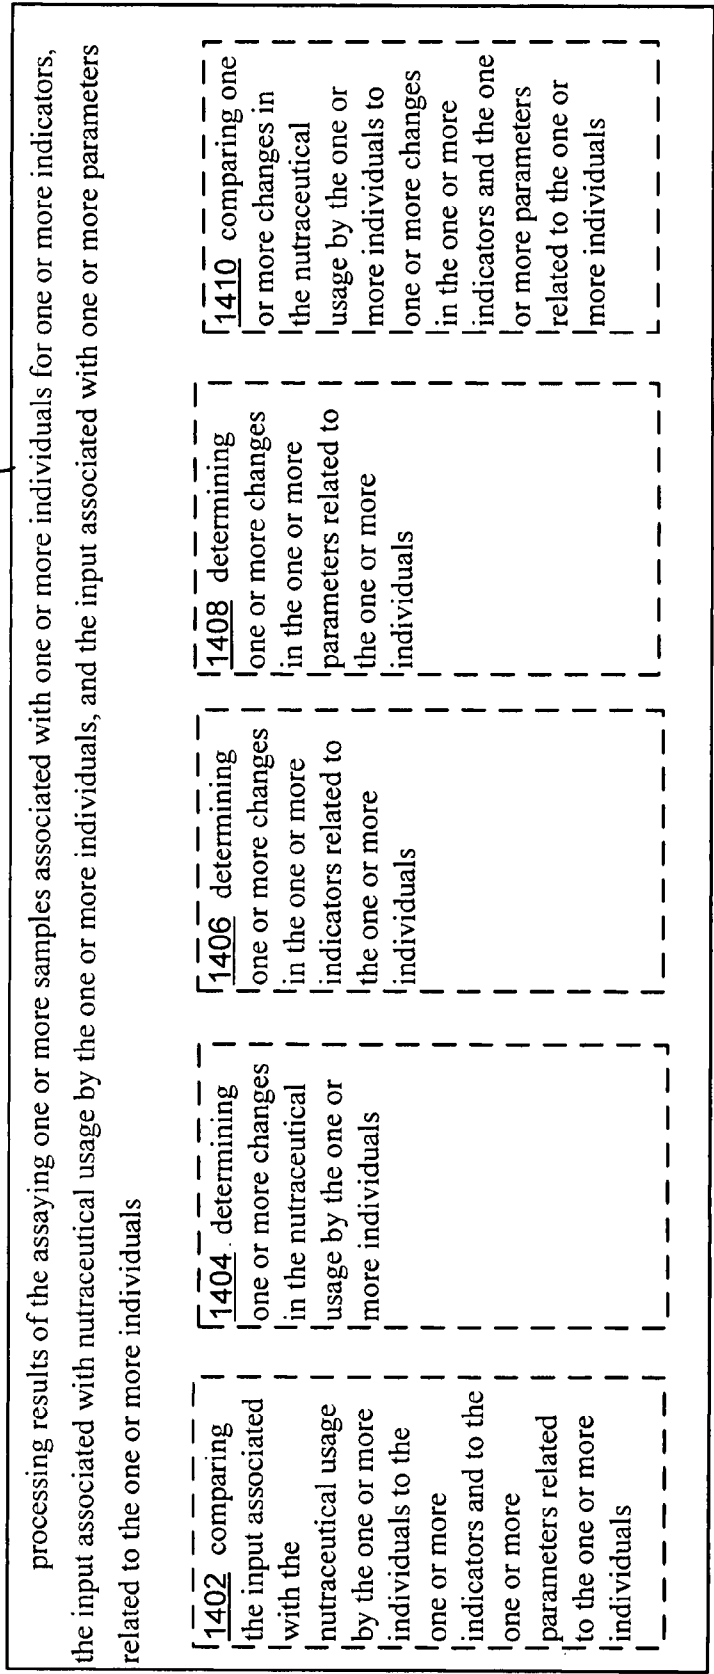 processing results of the assaying one or more samples associated with one or more individuals for one or more indicators,
the input associated with nutraceutical usage by the one or more individuals, and the input associated with one or more parameters
related to the one or more individuals
1402 comparing
the input associated
with the
nutraceutical usage
by the one or more
individuals to the
one or more
indicators and to the
one or more
parameters related
to the one or more
individuals
1404 determining
one or more changes
in the nutraceutical
usage by the one or
more individuals
1406 determining
one or more changes
in the one or more
indicators related to
the one or more
individuals
1408 determining
one or more changes
in the one or more
parameters related to
the one or more
individuals
1410 comparing one
or more changes in
the nutraceutical
usage by the one or
more individuals to
one or more changes
in the one or more
indicators and the one
or more parameters
related to the one or
more individuals